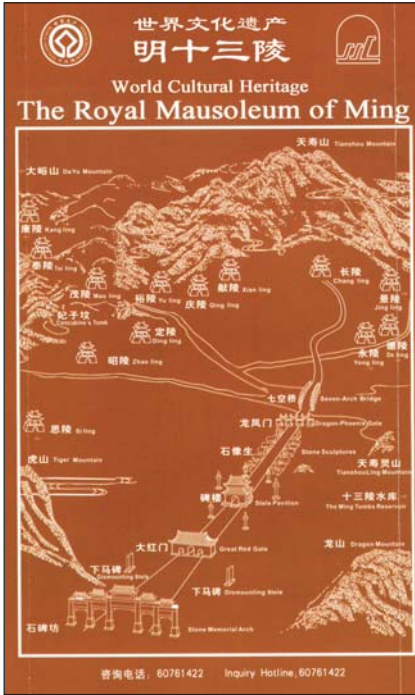 世界文化遗产
明十三陵
World Cultural Heritage
The Royal Mausoleum of Ming
天寿山 Tianshou Mountain
大峪山 DaYu Mountain
康陵 Kang ling
泰陵 Tai ling
茂陵 Mao ling
裕陵 Yu ling
庆陵 Qing ling
献陵 Xian ling
长陵
Chang ling
景陵
Jing ling
妃子坟
Concubine's Tomb
定陵
Ding ling
昭陵 Zhao ling
永陵
Yong ling
德陵
De ling
七空桥 Seven-Arch Bridge
龙凤门 Dragon-Phoenix Gate
思陵 Si ling
石像生 Stone Sculptures
虎山 Tiger Mountain
天寿灵山
TianshouLing Mountain
碑楼 Stele Pavilion
十三陵水库
The Ming Tombs Reservoir
大红门 Great Red Gate
龙山 Dragon Mountain
下马碑
Dismounting Stele
下马碑 Dismounting Stele
石碑坊 Stone Memorial Arch
咨询电话：60761422 Inquiry Hotline,60761422